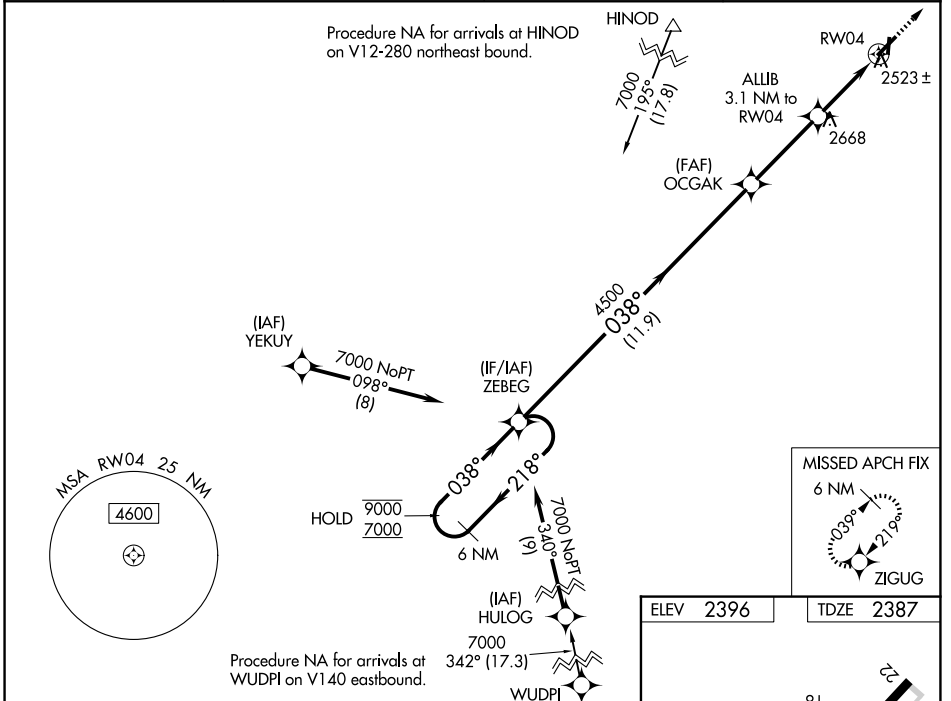 Procedure NA for arrivals at HINOD
on V12-280 northeast bound.
HINOD
7000
195°
(17.8)
RW04
2523 ±
ALLIB
3.1 NM to
RW04
2668
(FAF)
OCGAK
4500
038°
(11.9)
(IAF)
YEKUY
7000 NoPT
098°
(8)
(IF/IAF)
ZEBEG
038°
218°
HOLD
9000
7000
6 NM
7000 NoPT
340°
(9)
(IAF)
HULOG
7000
342° (17.3)
WUDPI
Procedure NA for arrivals at
WUDPI on V140 eastbound.
MSA RW04 25 NM
4600
MISSED APCH FIX
6 NM
039°
219°
ZIGUG
ELEV 2396
TDZE 2387
22